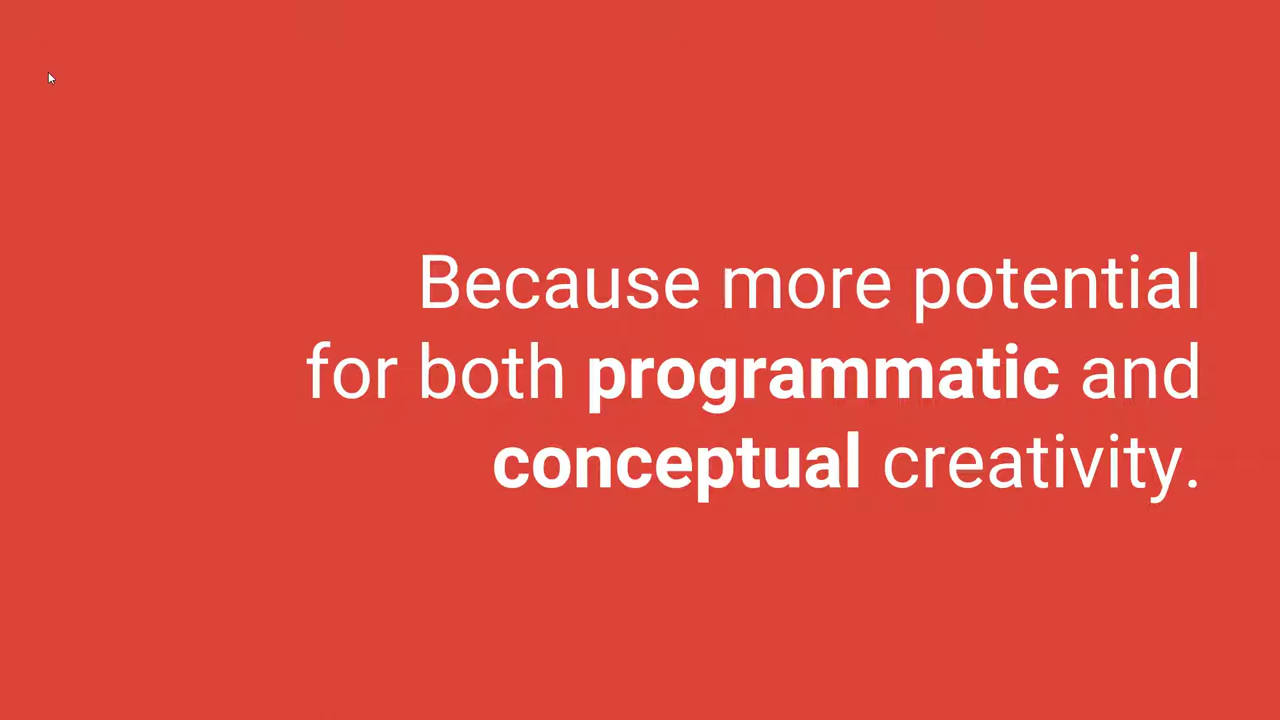 Because more potential
for both programmatic and
conceptual creativity.